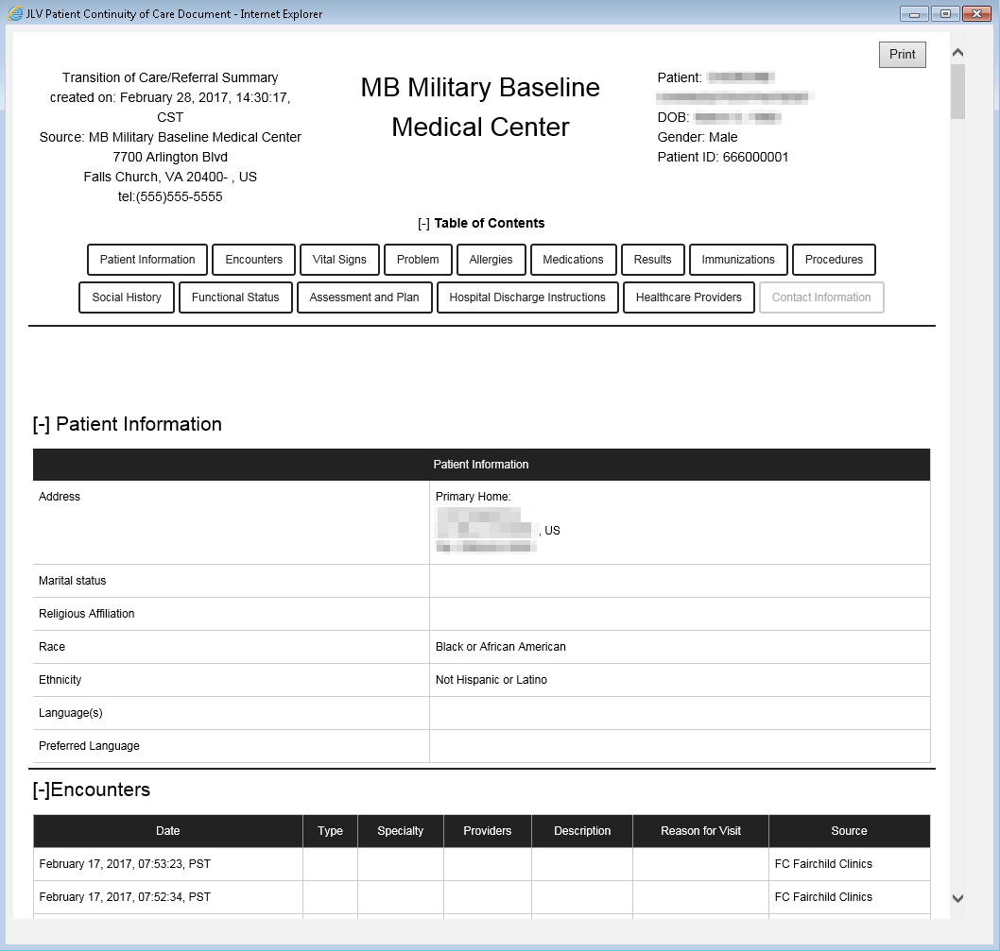 JLV Patient Continuity of Care Document - Internet Explorer
Print
Transition of Care/Referral Summary
created on: February 28, 2017, 14:30:17,
CST
Source: MB Military Baseline Medical Center
7700 Arlington Blvd
Falls Church, VA 20400- , US
tel:(555)555-5555
MB Military Baseline
Medical Center
Patient:
DOB:
Gender: Male
Patient ID: 666000001
[-] Table of Contents
Patient Information Encounters Vital Signs Problem Allergies Medications Results Immunizations Procedures
Social History Functional Status Assessment and Plan Hospital Discharge Instructions Healthcare Providers Contact Information
[-] Patient Information
Patient Information
Address Primary Home:
, US
Marital status
Religious Affiliation
Race Black or African American
Ethnicity Not Hispanic or Latino
Language(s)
Preferred Language
[-]Encounters
Date Type Specialty Providers Description Reason for Visit Source
February 17, 2017, 07:53:23, PST FC Fairchild Clinics
February 17, 2017, 07:52:34, PST FC Fairchild Clinics